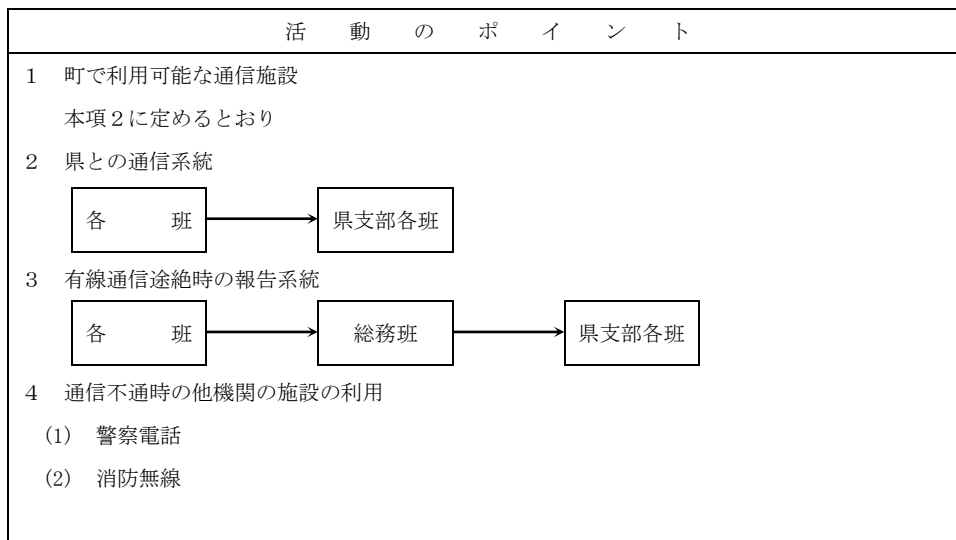 活動のポイント
1 町で利用可能な通信施設
本項2に定めるとおり
2 県との通信系統
各班 県支部各班
3 有線通信途絶時の報告系統
各班 総務班 県支部各班
4 通信不通時の他機関の施設の利用
(1) 警察電話
(2) 消防無線